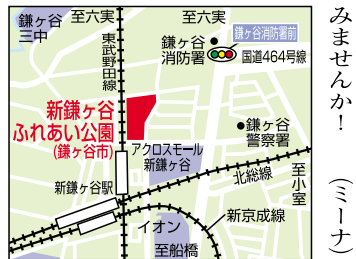 みませんか！　（ミーナ）
鎌ヶ谷
三中
至六実
至六実
東武野田線
鎌ヶ谷
消防署
鎌ヶ谷消防署前
国道464号線
新鎌ヶ谷
ふれあい公園
(鎌ヶ谷市)
アクロスモール
新鎌ヶ谷
鎌ヶ谷
警察署
新鎌ヶ谷駅
北総線
至小室
新京成線
イオン
至船橋